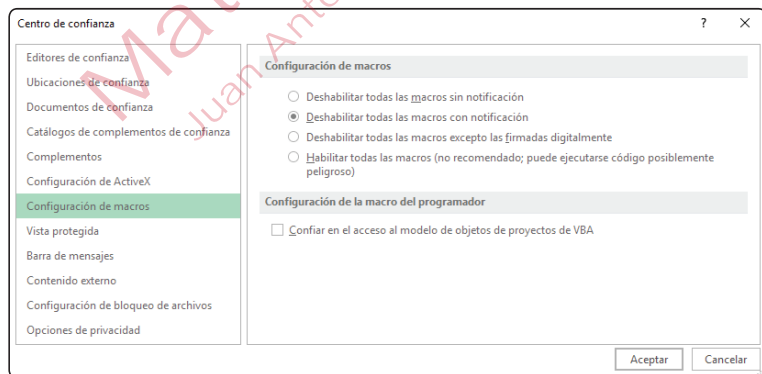 Centro de confianza
? ×
Editores de confianza
Ubicaciones de confianza
Documentos de confianza
Catálogos de complementos de confianza
Complementos
Configuración de ActiveX
Configuración de macros
Vista protegida
Barra de mensajes
Contenido externo
Configuración de bloqueo de archivos
Opciones de privacidad
Configuración de macros
Deshabilitar todas las macros sin notificación
Deshabilitar todas las macros con notificación
Deshabilitar todas las macros excepto las firmadas digitalmente
Habilitar todas las macros (no recomendado; puede ejecutarse código posiblemente
peligroso)
Configuración de la macro del programador
Confiar en el acceso al modelo de objetos de proyectos de VBA
Aceptar
Cancelar
Juan